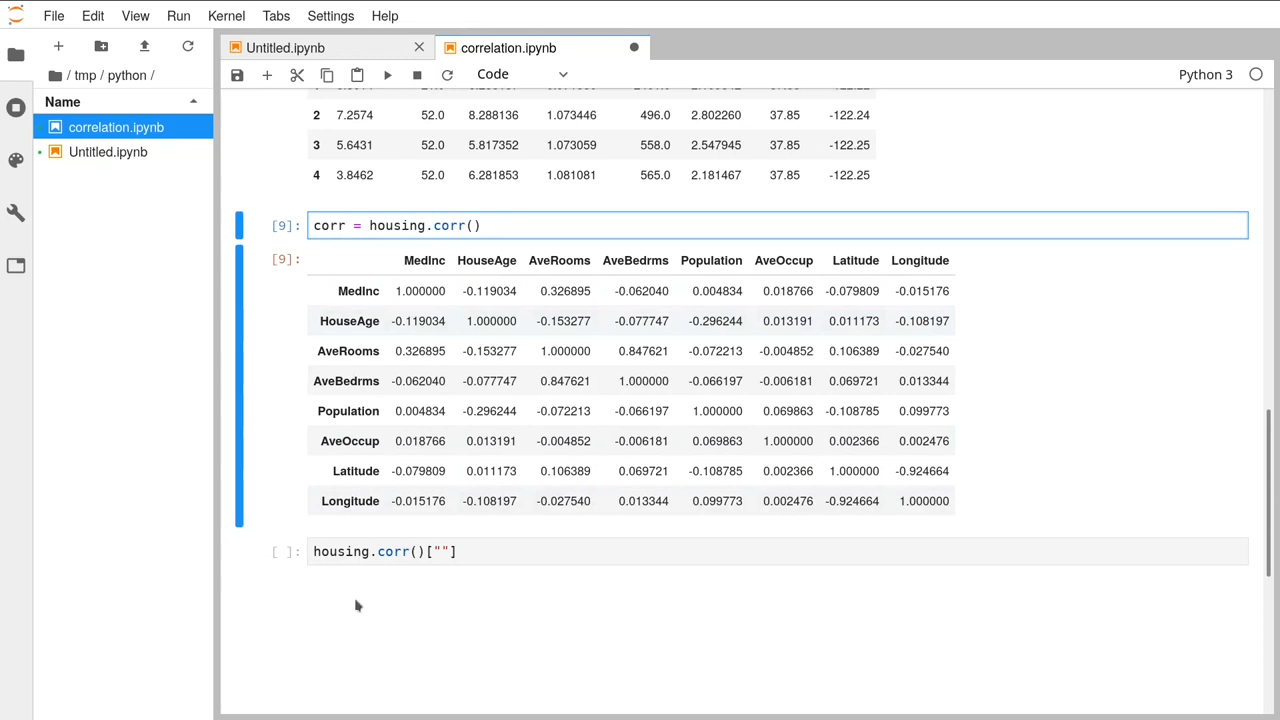 File Edit View Run Kernel Tabs Settings Help
/ tmp / python /
Name
correlation.ipynb
Untitled.ipynb
Untitled.ipynb
correlation.ipynb
Code
Python 3
2 7.2574 52.0 8.288136 1.073446 496.0 2.802260 37.85 -122.24
3 5.6431 52.0 5.817352 1.073059 558.0 2.547945 37.85 -122.25
4 3.8462 52.0 6.281853 1.081081 565.0 2.181467 37.85 -122.25
[9]: corr = housing.corr()
[9]: MedInc HouseAge AveRooms AveBedrms Population AveOccup Latitude Longitude
MedInc 1.000000 -0.119034 0.326895 -0.062040 0.004834 0.018766 -0.079809 -0.015176
HouseAge -0.119034 1.000000 -0.153277 -0.077747 -0.296244 0.013191 0.011173 -0.108197
AveRooms 0.326895 -0.153277 1.000000 0.847621 -0.072213 -0.004852 0.106389 -0.027540
AveBedrms -0.062040 -0.077747 0.847621 1.000000 -0.066197 -0.006181 0.069721 0.013344
Population 0.004834 -0.296244 -0.072213 -0.066197 1.000000 0.069863 -0.108785 0.099773
AveOccup 0.018766 0.013191 -0.004852 -0.006181 0.069863 1.000000 0.002366 0.002476
Latitude -0.079809 0.011173 0.106389 0.069721 -0.108785 0.002366 1.000000 -0.924664
Longitude -0.015176 -0.108197 -0.027540 0.013344 0.099773 0.002476 -0.924664 1.000000
[ ]: housing.corr()[""]